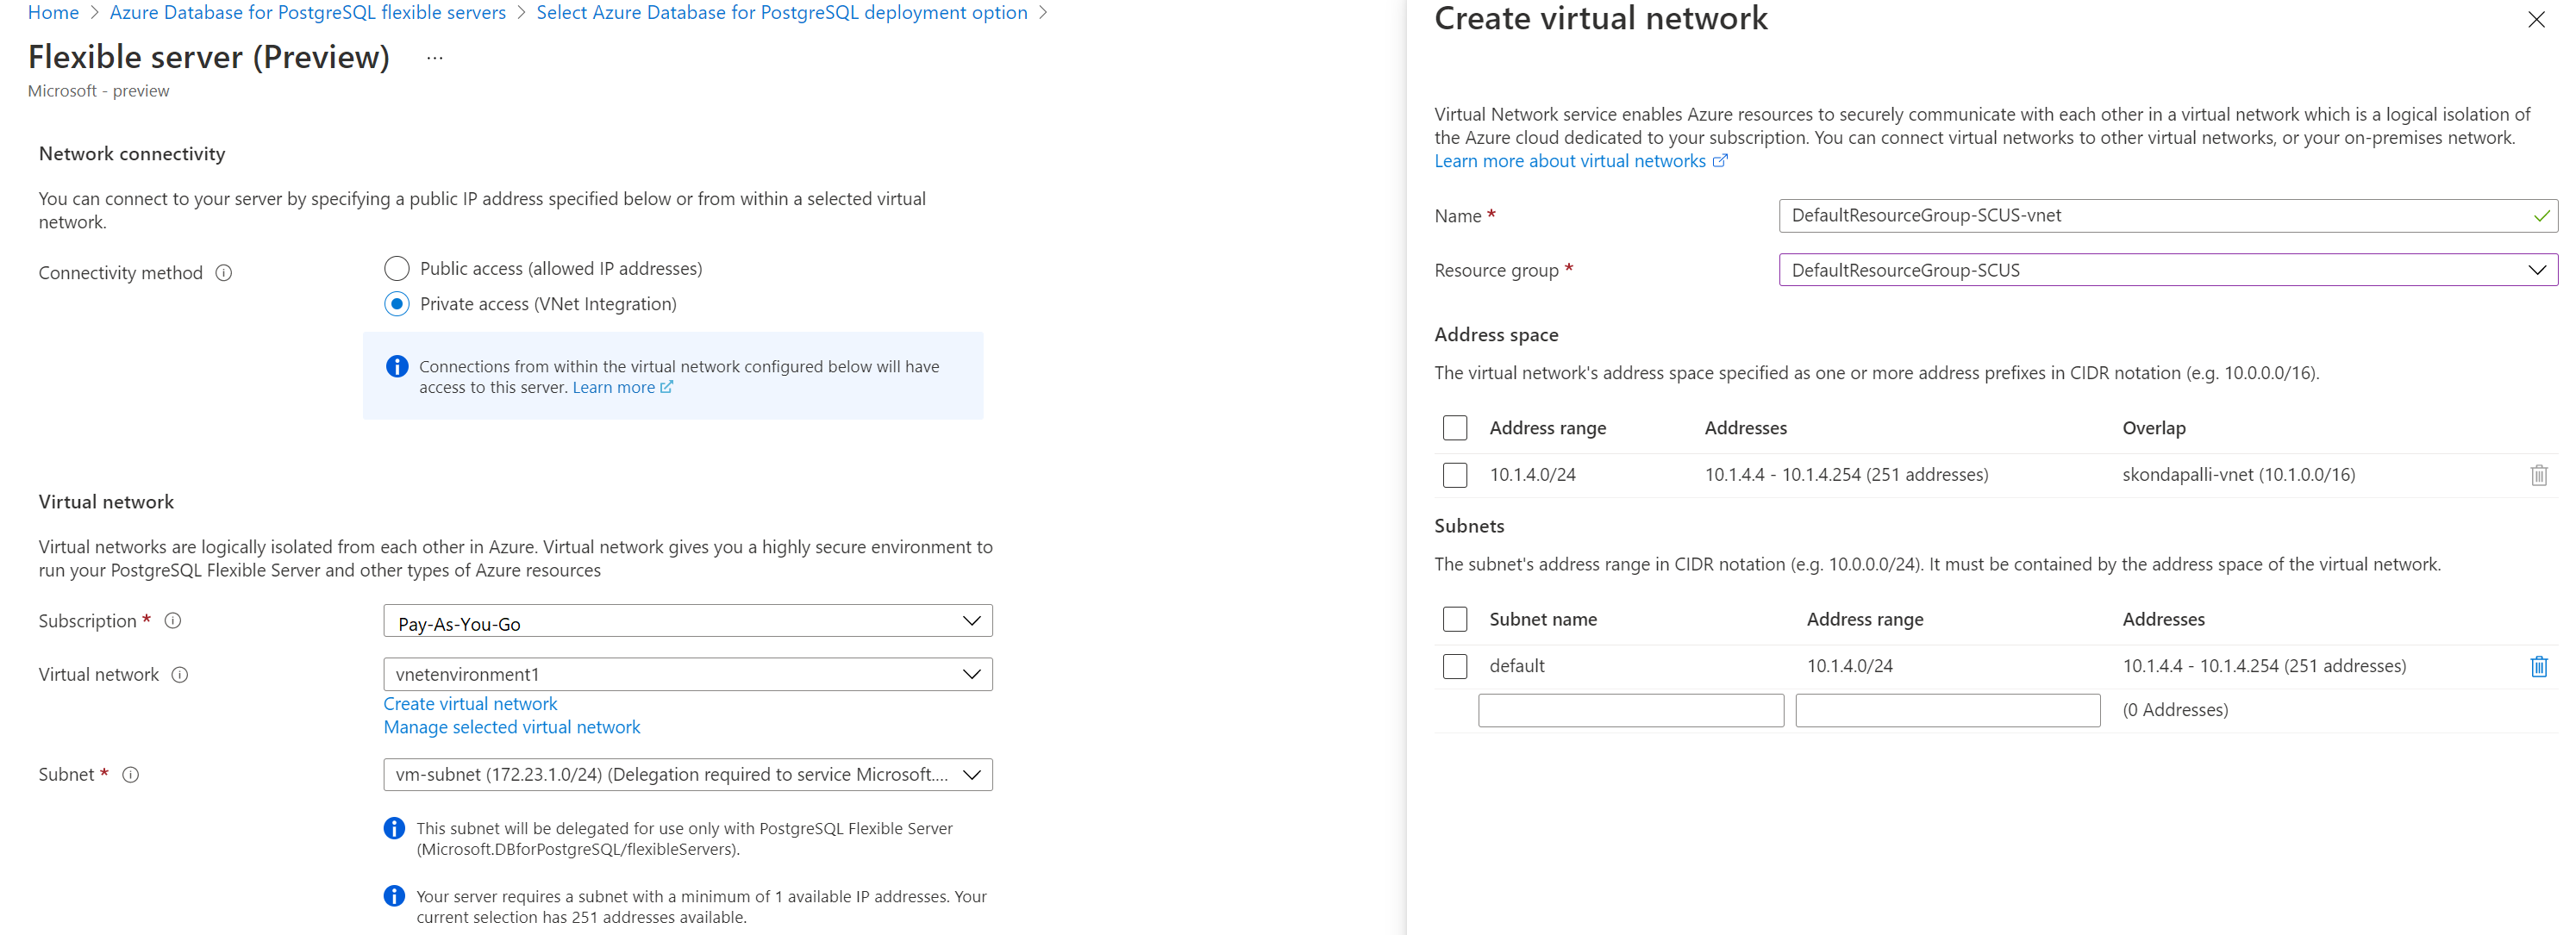 Home > Azure Database for PostgreSQL flexible servers > Select Azure Database for PostgreSQL deployment option >
Flexible server (Preview) ...
Microsoft - preview
Network connectivity
You can connect to your server by specifying a public IP address specified below or from within a selected virtual
network.
Connectivity method
Public access (allowed IP addresses)
Private access (VNet Integration)
Connections from within the virtual network configured below will have
access to this server. Learn more
Virtual network
Virtual networks are logically isolated from each other in Azure. Virtual network gives you a highly secure environment to
run your PostgreSQL Flexible Server and other types of Azure resources
Subscription *
Pay-As-You-Go
Virtual network
vnetenvironment1
Create virtual network
Manage selected virtual network
Subnet *
vm-subnet (172.23.1.0/24) (Delegation required to service Microsoft....
This subnet will be delegated for use only with PostgreSQL Flexible Server
(Microsoft.DBforPostgreSQL/flexibleServers).
Your server requires a subnet with a minimum of 1 available IP addresses. Your
current selection has 251 addresses available.
Create virtual network
Virtual Network service enables Azure resources to securely communicate with each other in a virtual network which is a logical isolation of
the Azure cloud dedicated to your subscription. You can connect virtual networks to other virtual networks, or your on-premises network.
Learn more about virtual networks
Name *
DefaultResourceGroup-SCUS-vnet
Resource group *
DefaultResourceGroup-SCUS
Address space
The virtual network's address space specified as one or more address prefixes in CIDR notation (e.g. 10.0.0.0/16).
Address range Addresses Overlap
10.1.4.0/24 10.1.4.4 - 10.1.4.254 (251 addresses) skondapalli-vnet (10.1.0.0/16)
Subnets
The subnet's address range in CIDR notation (e.g. 10.0.0.0/24). It must be contained by the address space of the virtual network.
Subnet name Address range Addresses
default 10.1.4.0/24 10.1.4.4 - 10.1.4.254 (251 addresses)
(0 Addresses)